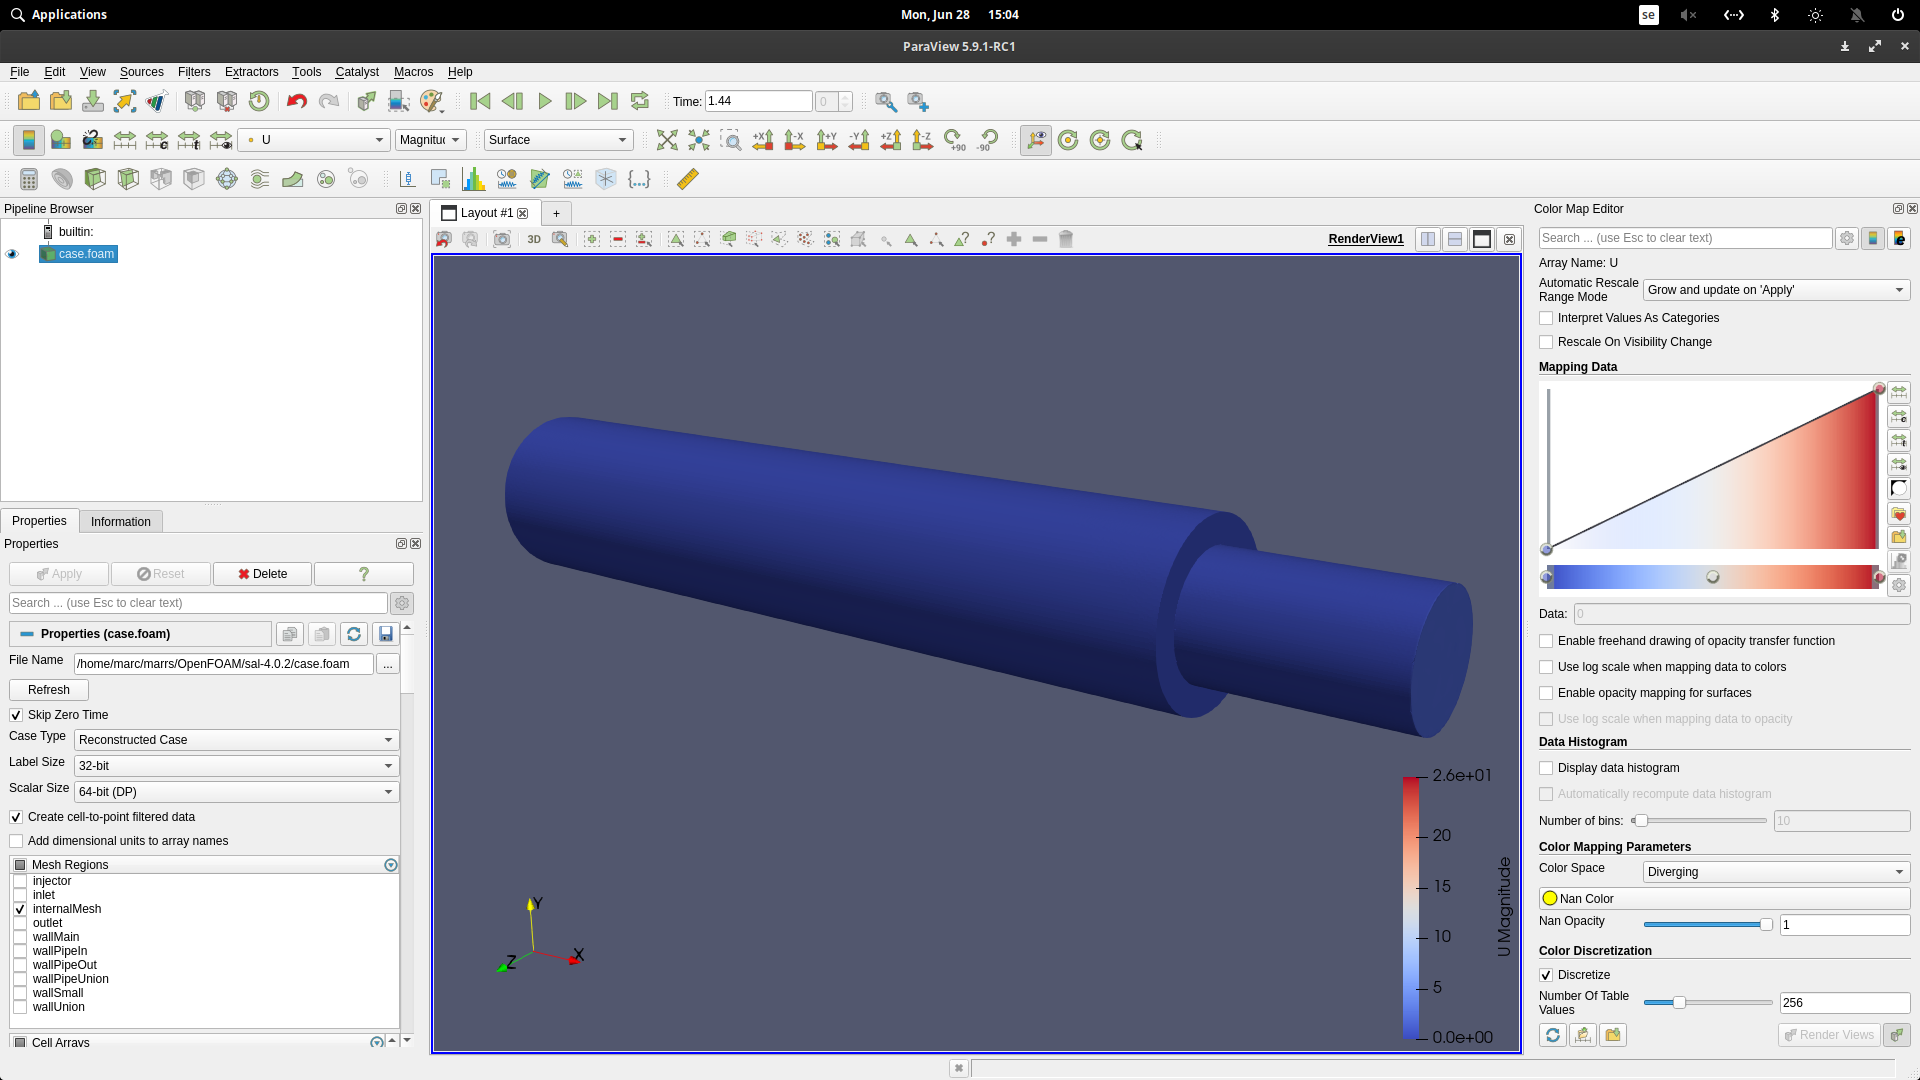 Applications
Mon, Jun 28 15:04
se
ParaView 5.9.1-RC1
File Edit View Sources Filters Extractors Tools Catalyst Macros Help
Time: 1.44 0
U Magnitud Surface +X -X +Y -Y +Z -Z +90 -90
Pipeline Browser
builtin:
case.foam
Properties Information
Properties
Apply Reset Delete ?
Search ... (use Esc to clear text)
Properties (case.foam)
File Name /home/marc/marrs/OpenFOAM/sal-4.0.2/case.foam ...
Refresh
Skip Zero Time
Case Type Reconstructed Case
Label Size 32-bit
Scalar Size 64-bit (DP)
Create cell-to-point filtered data
Add dimensional units to array names
Mesh Regions
injector
inlet
internalMesh
outlet
wallMain
wallPipeIn
wallPipeOut
wallPipeUnion
wallSmall
wallUnion
Cell Arrays
Layout #1 +
3D
RenderView1
Y
X
Z
2.6e+01
20
15
10
5
0.0e+00
U Magnitude
Color Map Editor
Search ... (use Esc to clear text)
Array Name: U
Automatic Rescale
Range Mode
Grow and update on 'Apply'
Interpret Values As Categories
Rescale On Visibility Change
Mapping Data
Data: 0
Enable freehand drawing of opacity transfer function
Use log scale when mapping data to colors
Enable opacity mapping for surfaces
Use log scale when mapping data to opacity
Data Histogram
Display data histogram
Automatically recompute data histogram
Number of bins: 10
Color Mapping Parameters
Color Space Diverging
Nan Color
Nan Opacity 1
Color Discretization
Discretize
Number Of Table
Values
256
Render Views